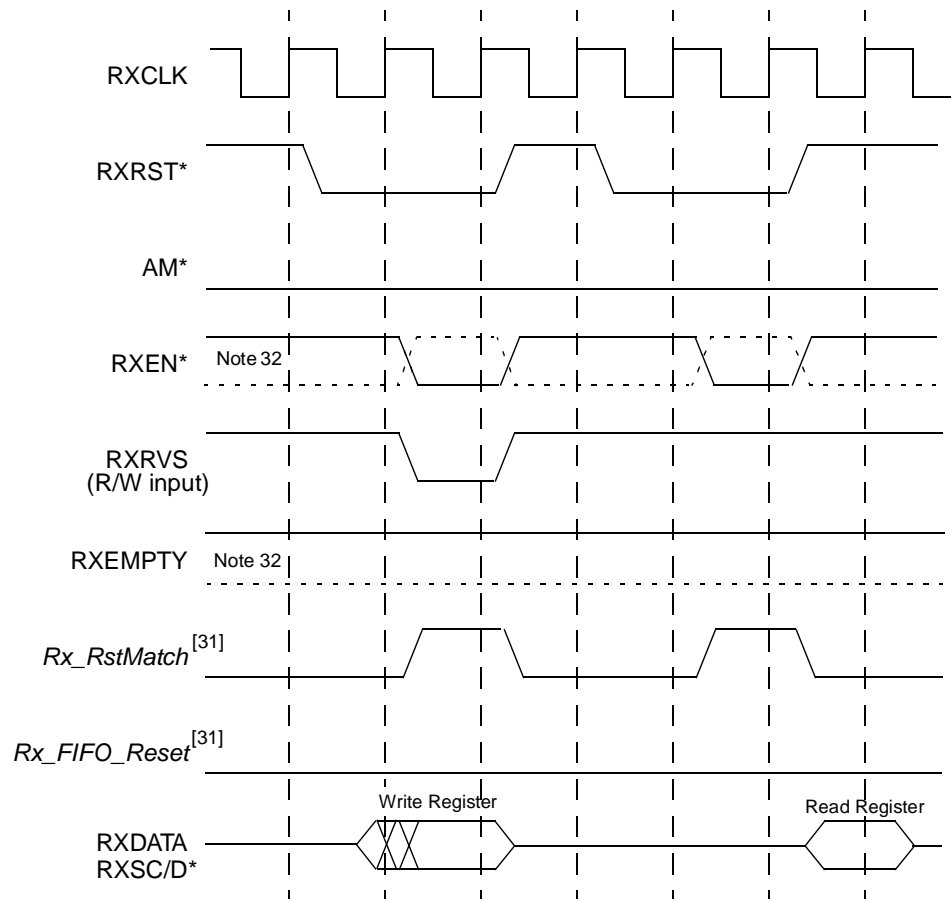 RXCLK
RXRST*
AM*
RXEN*
Note 32
RXRVS
(R/W input)
RXEMPTY
Note 32
Rx_RstMatch[31]
Rx_FIFO_Reset[31]
Write Register
Read Register
RXDATA
RXSC/D*